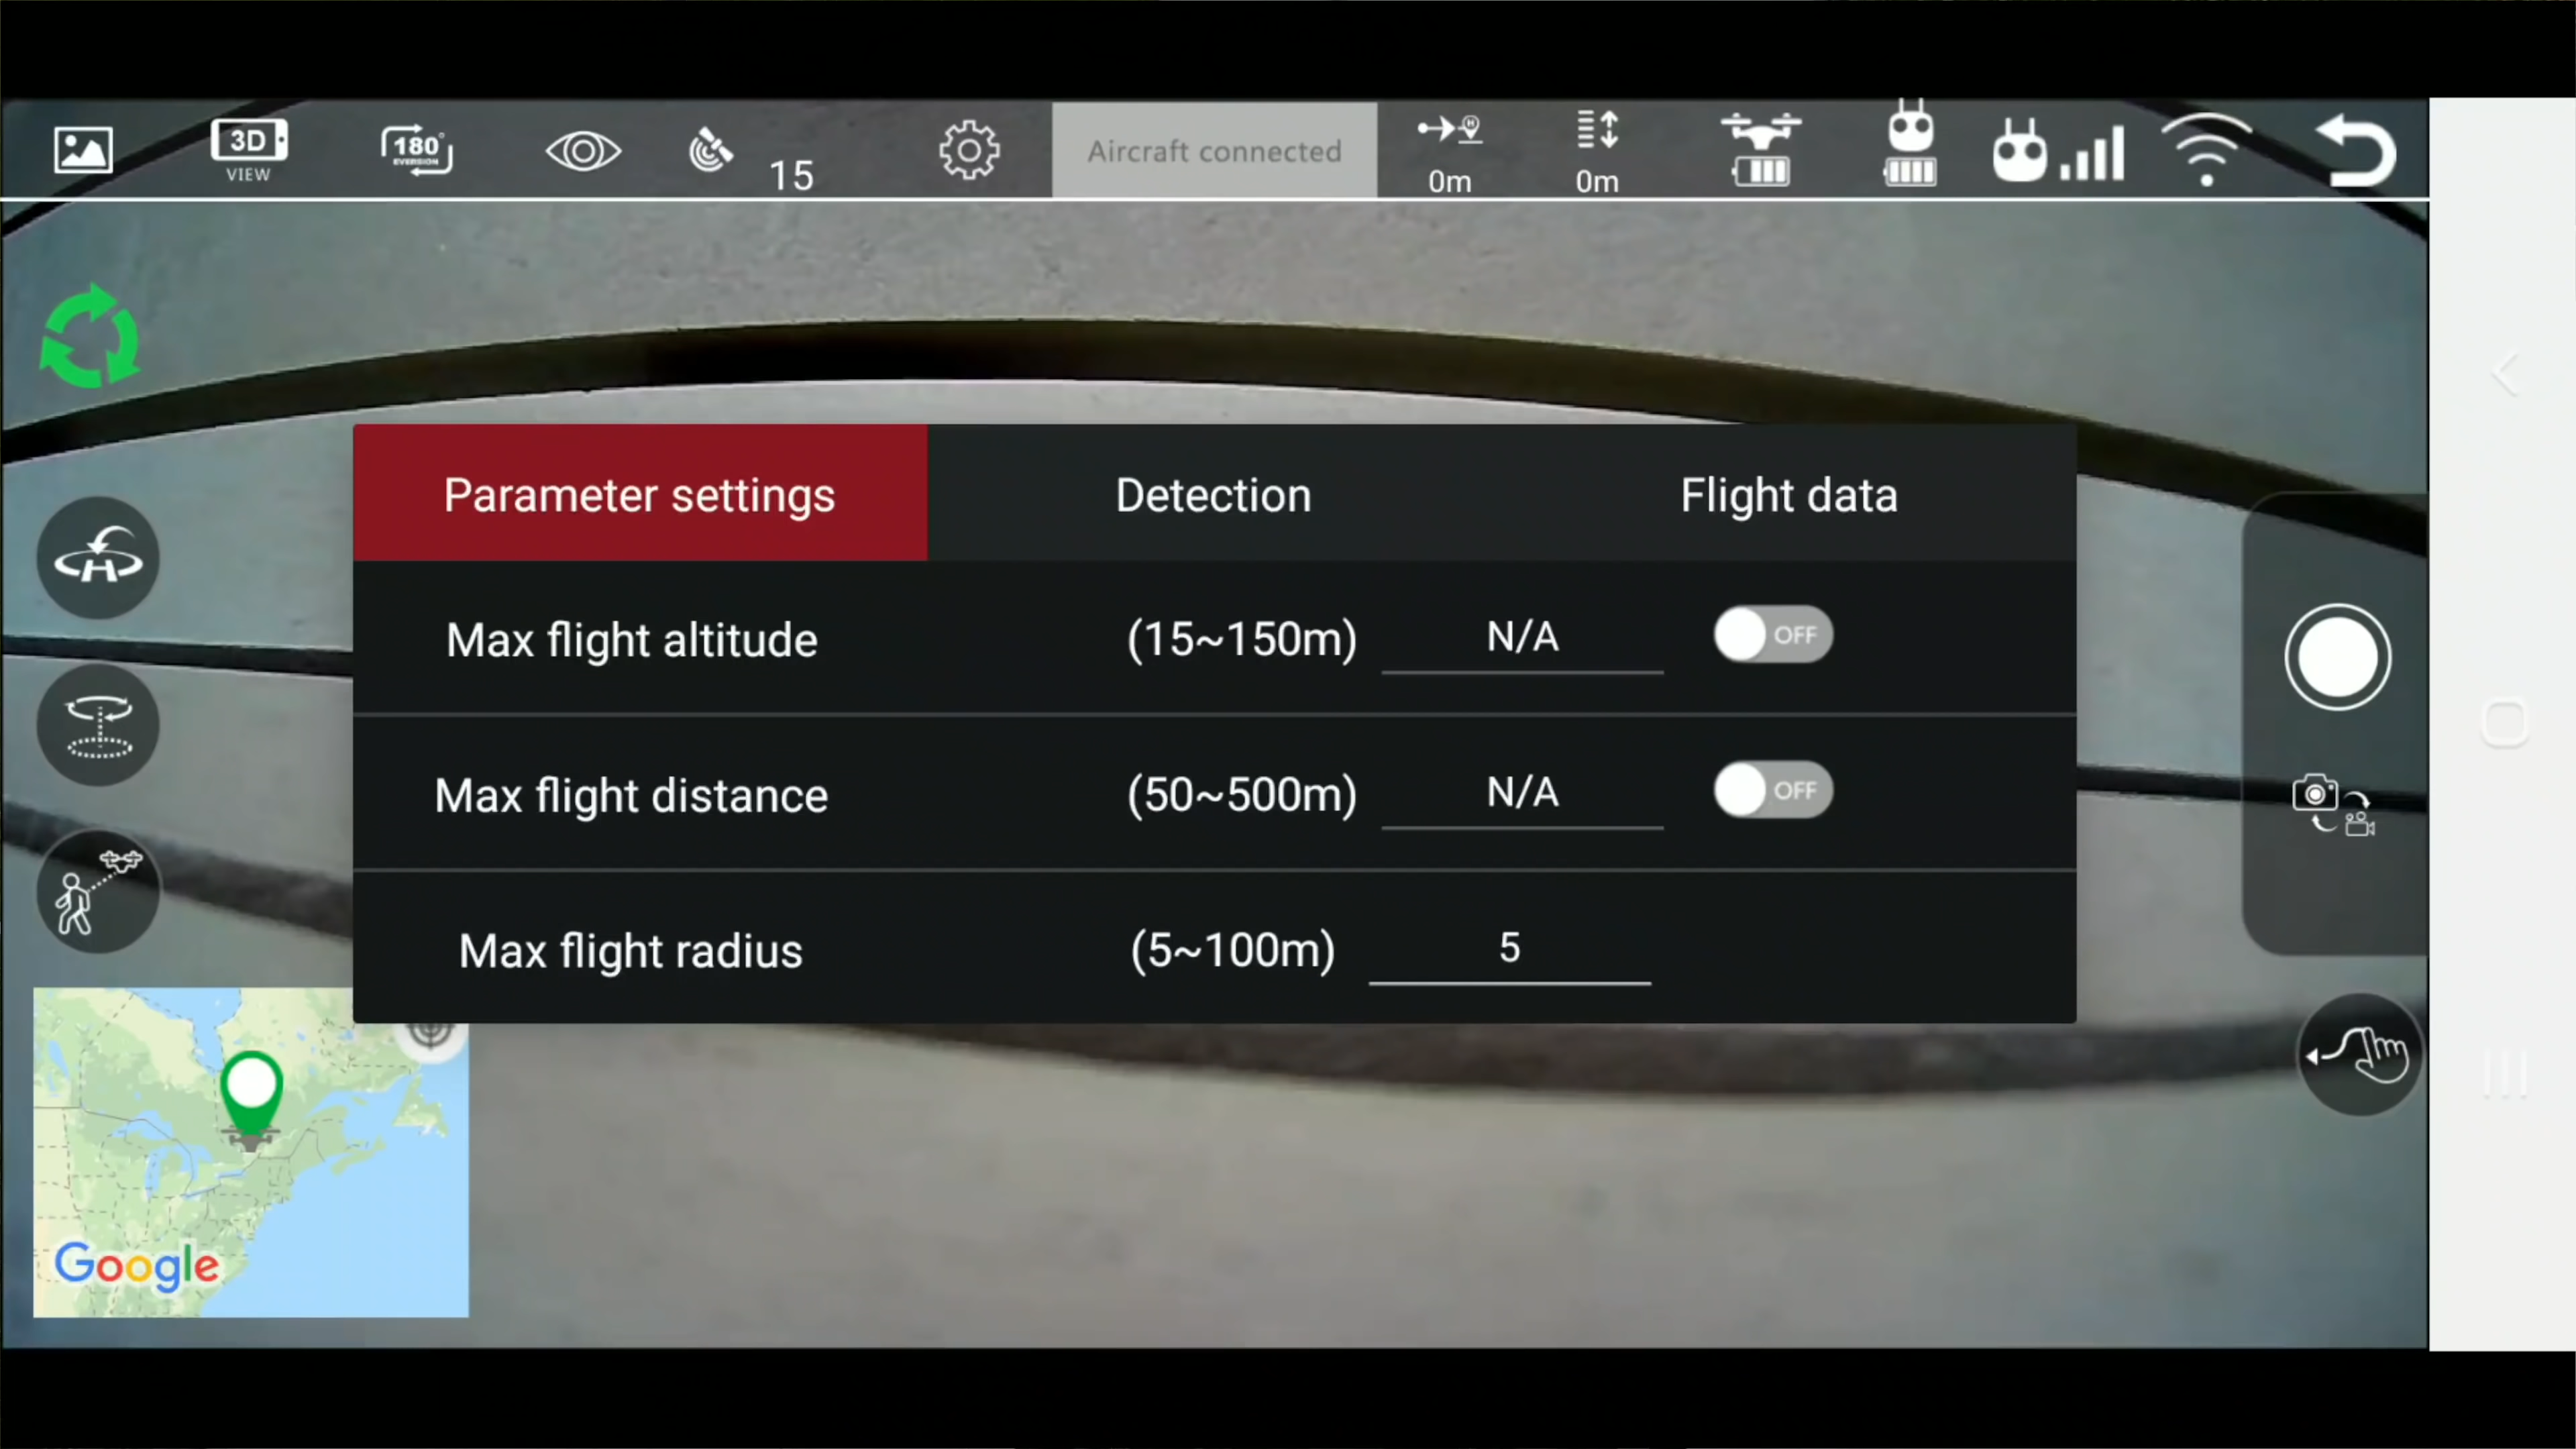 3D
VIEW
180°
EVERSION
15
Aircraft connected
0m
0m
Parameter settings
Detection
Flight data
Max flight altitude
(15~150m)
N/A
OFF
Max flight distance
(50~500m)
N/A
OFF
Max flight radius
(5~100m)
5
Google